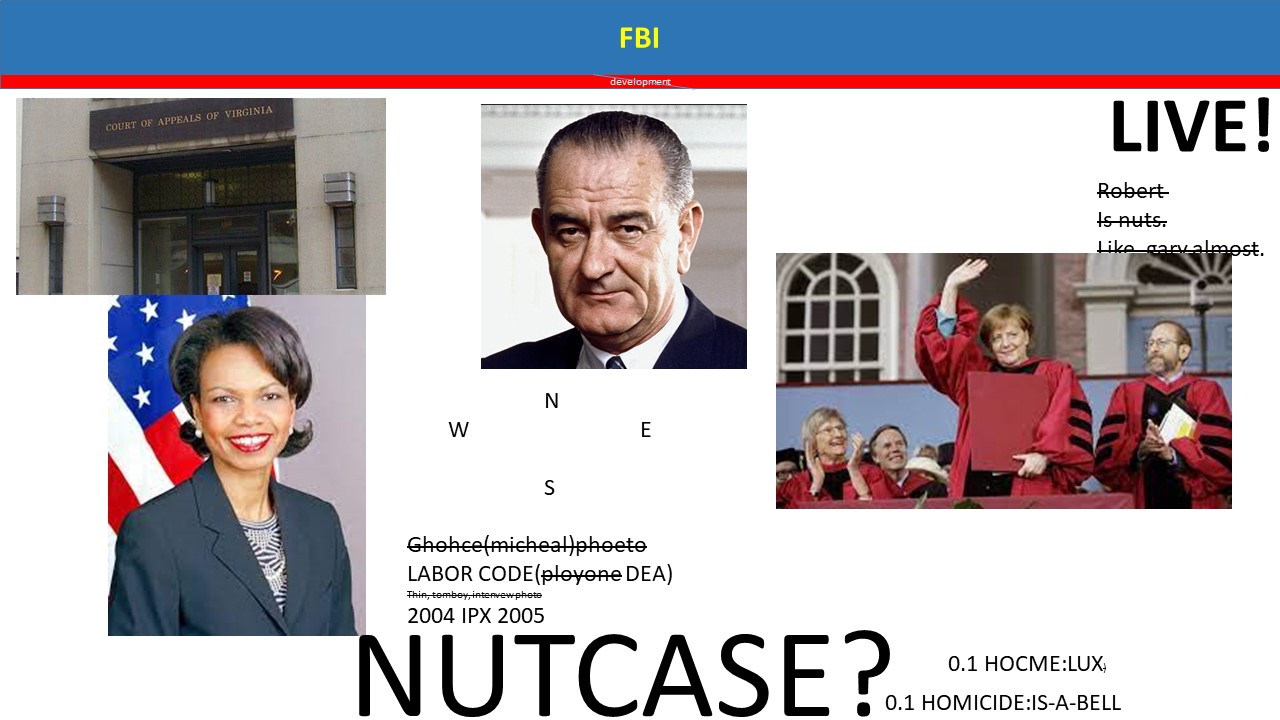 FBI
development
COURT OF APPEALS OF VIRGINIA
LIVE!
Robert
Is nuts.
Like gary almost.
N
W E
S
Ghohce(micheal)phoeto
LABOR CODE(ployone DEA)
Thin, tomboy, intervew photo
2004 IPX 2005
NUTCASE?
0.1 HOCME:LUX
0.1 HOMICIDE:IS-A-BELL